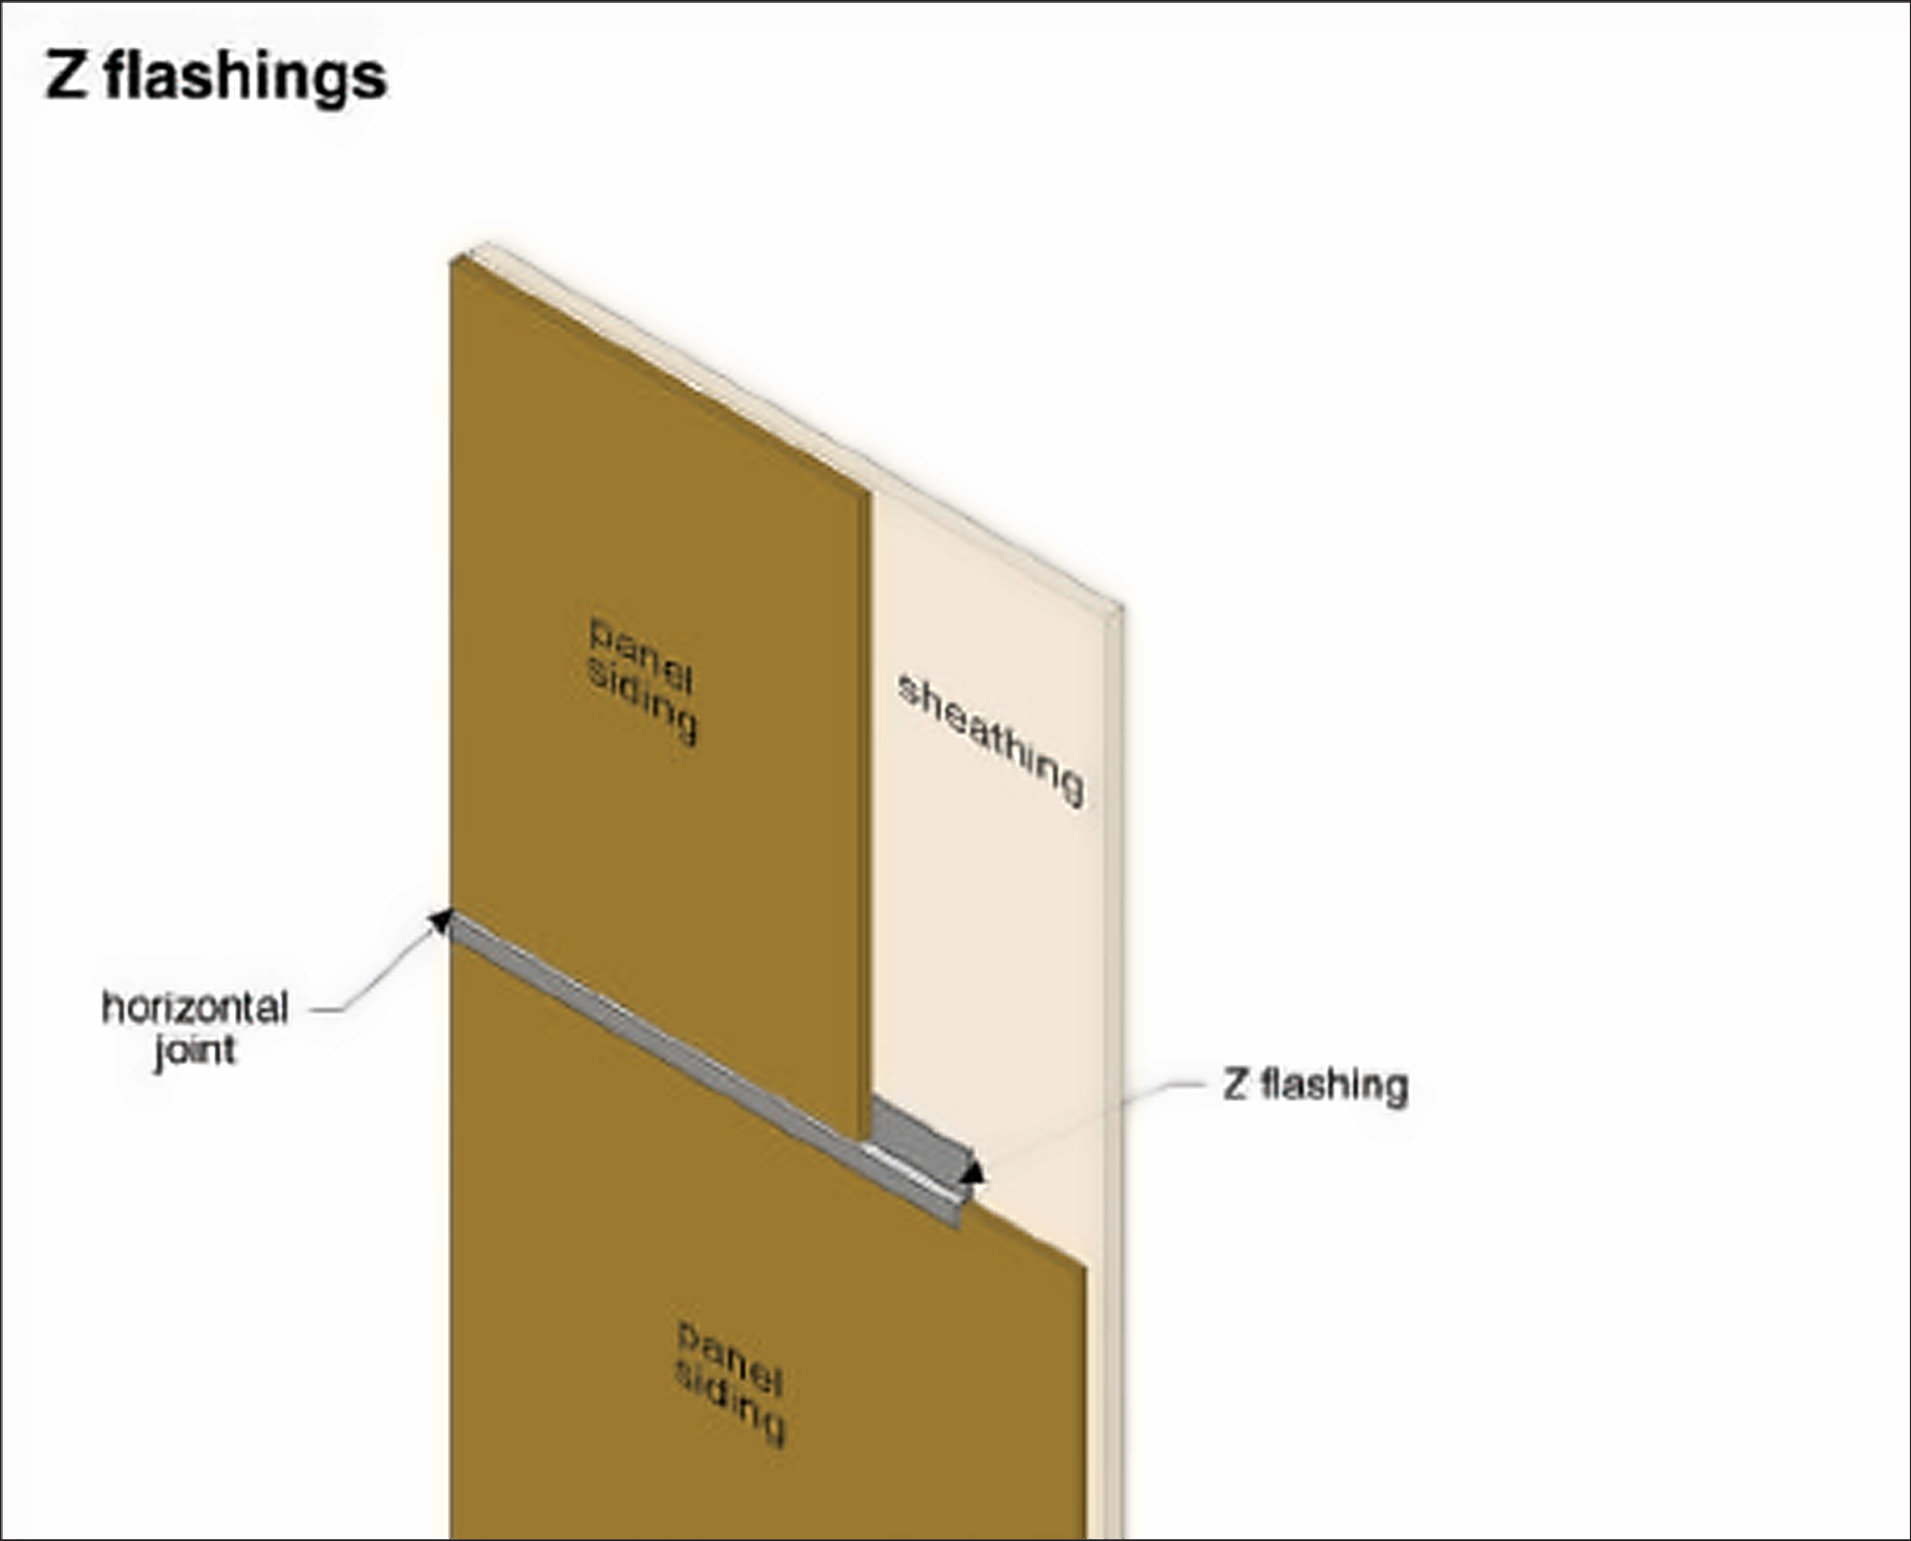 Z flashings
panel
siding
sheathing
horizontal
joint
Z flashing
panel
siding